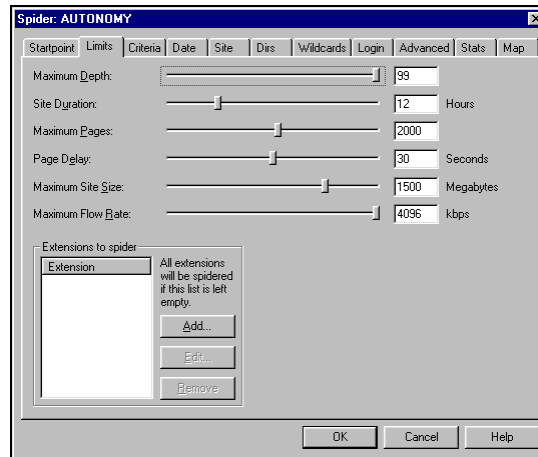 Spider: AUTONOMY
Startpoint Limits Criteria Date Site Dirs Wildcards Login Advanced Stats Map
Maximum Depth: 99
Site Duration: 12 Hours
Maximum Pages: 2000
Page Delay: 30 Seconds
Maximum Site Size: 1500 Megabytes
Maximum Flow Rate: 4096 kbps
Extensions to spider
Extension
All extensions
will be spidered
if this list is left
empty.
Add...
Edit...
Remove
OK Cancel Help